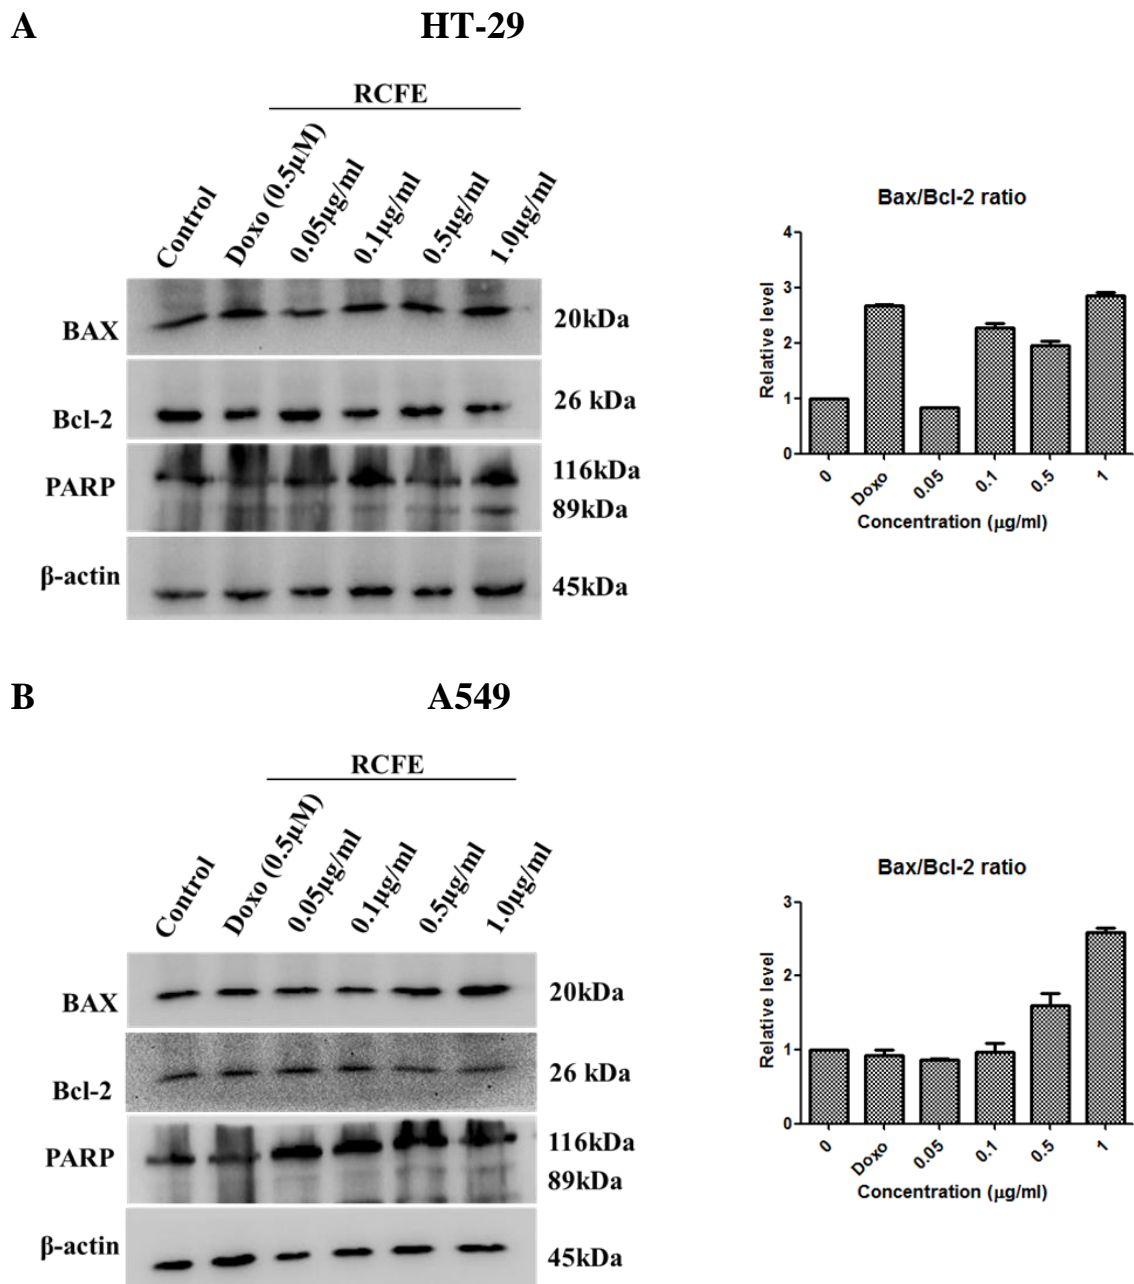 A
HT-29
RCFE
Control
Doxo (0.5μM)
0.05μg/ml
0.1μg/ml
0.5μg/ml
1.0μg/ml
BAX
20kDa
Bcl-2
26 kDa
PARP
116kDa
89kDa
β-actin
45kDa
Bax/Bcl-2 ratio
Relative level
4
3
2
1
0
0
Doxo
0.05
0.1
0.5
1
Concentration (μg/ml)
B
A549
RCFE
Control
Doxo (0.5μM)
0.05μg/ml
0.1μg/ml
0.5μg/ml
1.0μg/ml
BAX
20kDa
Bcl-2
26 kDa
PARP
116kDa
89kDa
β-actin
45kDa
Bax/Bcl-2 ratio
Relative level
3
2
1
0
0
Doxo
0.05
0.1
0.5
1
Concentration (μg/ml)